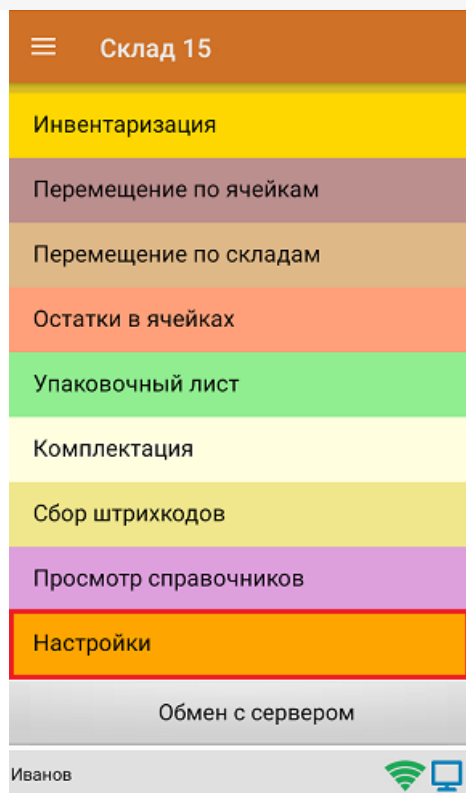 Склад 15
Инвентаризация
Перемещение по ячейкам
Перемещение по складам
Остатки в ячейках
Упаковочный лист
Комплектация
Сбор штрихкодов
Просмотр справочников
Настройки
Обмен с сервером
Иванов